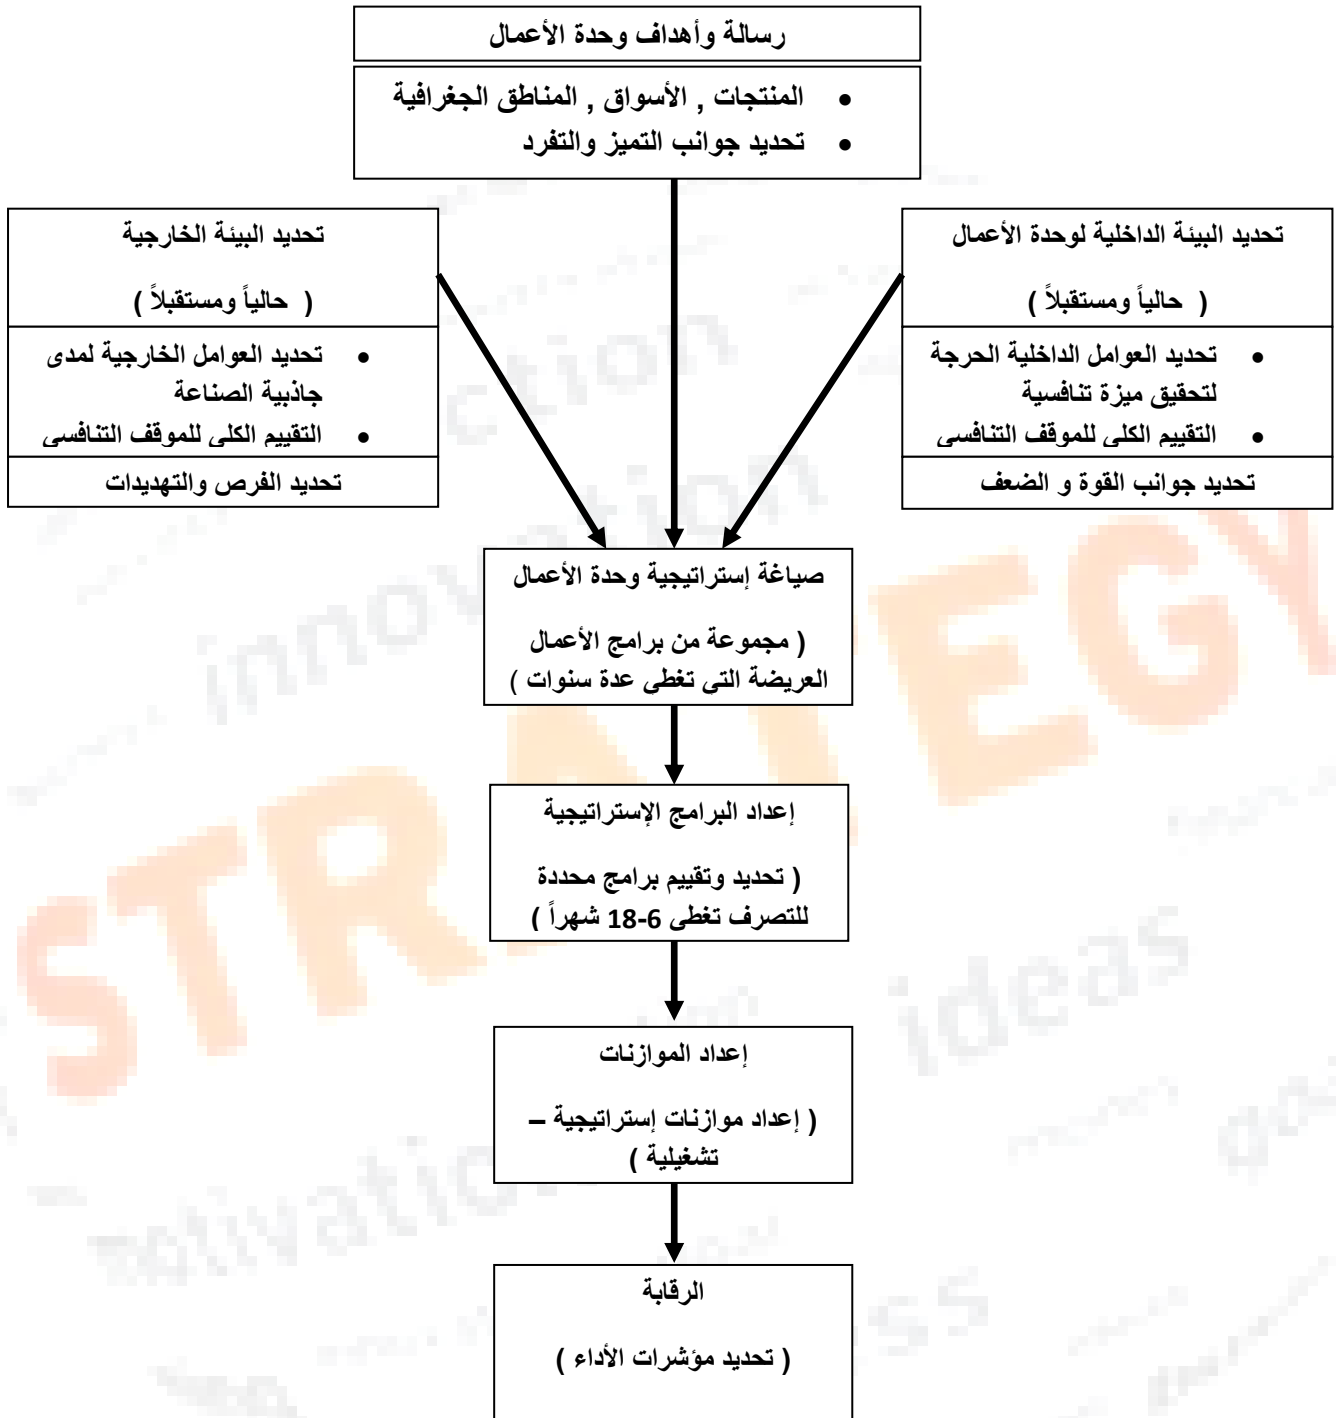 رسالة وأهداف وحدة الأعمال
• المنتجات , الأسواق , المناطق الجغرافية
• تحديد جوانب التميز والتفرد
تحديد البيئة الداخلية لوحدة الأعمال
( حالياً ومستقبلاً )
• تحديد العوامل الداخلية الحرجة
لتحقيق ميزة تنافسية
• التقييم الكلى للموقف التنافسى
تحديد جوانب القوة و الضعف
تحديد البيئة الخارجية
( حالياً ومستقبلاً )
• تحديد العوامل الخارجية لمدى
جاذبية الصناعة
• التقييم الكلى للموقف التنافسى
تحديد الفرص والتهديدات
صياغة إستراتيجية وحدة الأعمال
( مجموعة من برامج الأعمال
العريضة التى تغطى عدة سنوات )
إعداد البرامج الإستراتيجية
( تحديد وتقييم برامج محددة
للتصرف تغطى 6-18 شهراً )
إعداد الموازنات
( إعداد موازنات إستراتيجية –
تشغيلية )
الرقابة
( تحديد مؤشرات الأداء )
ction
innovation
STRATEGY
ideas
motivation